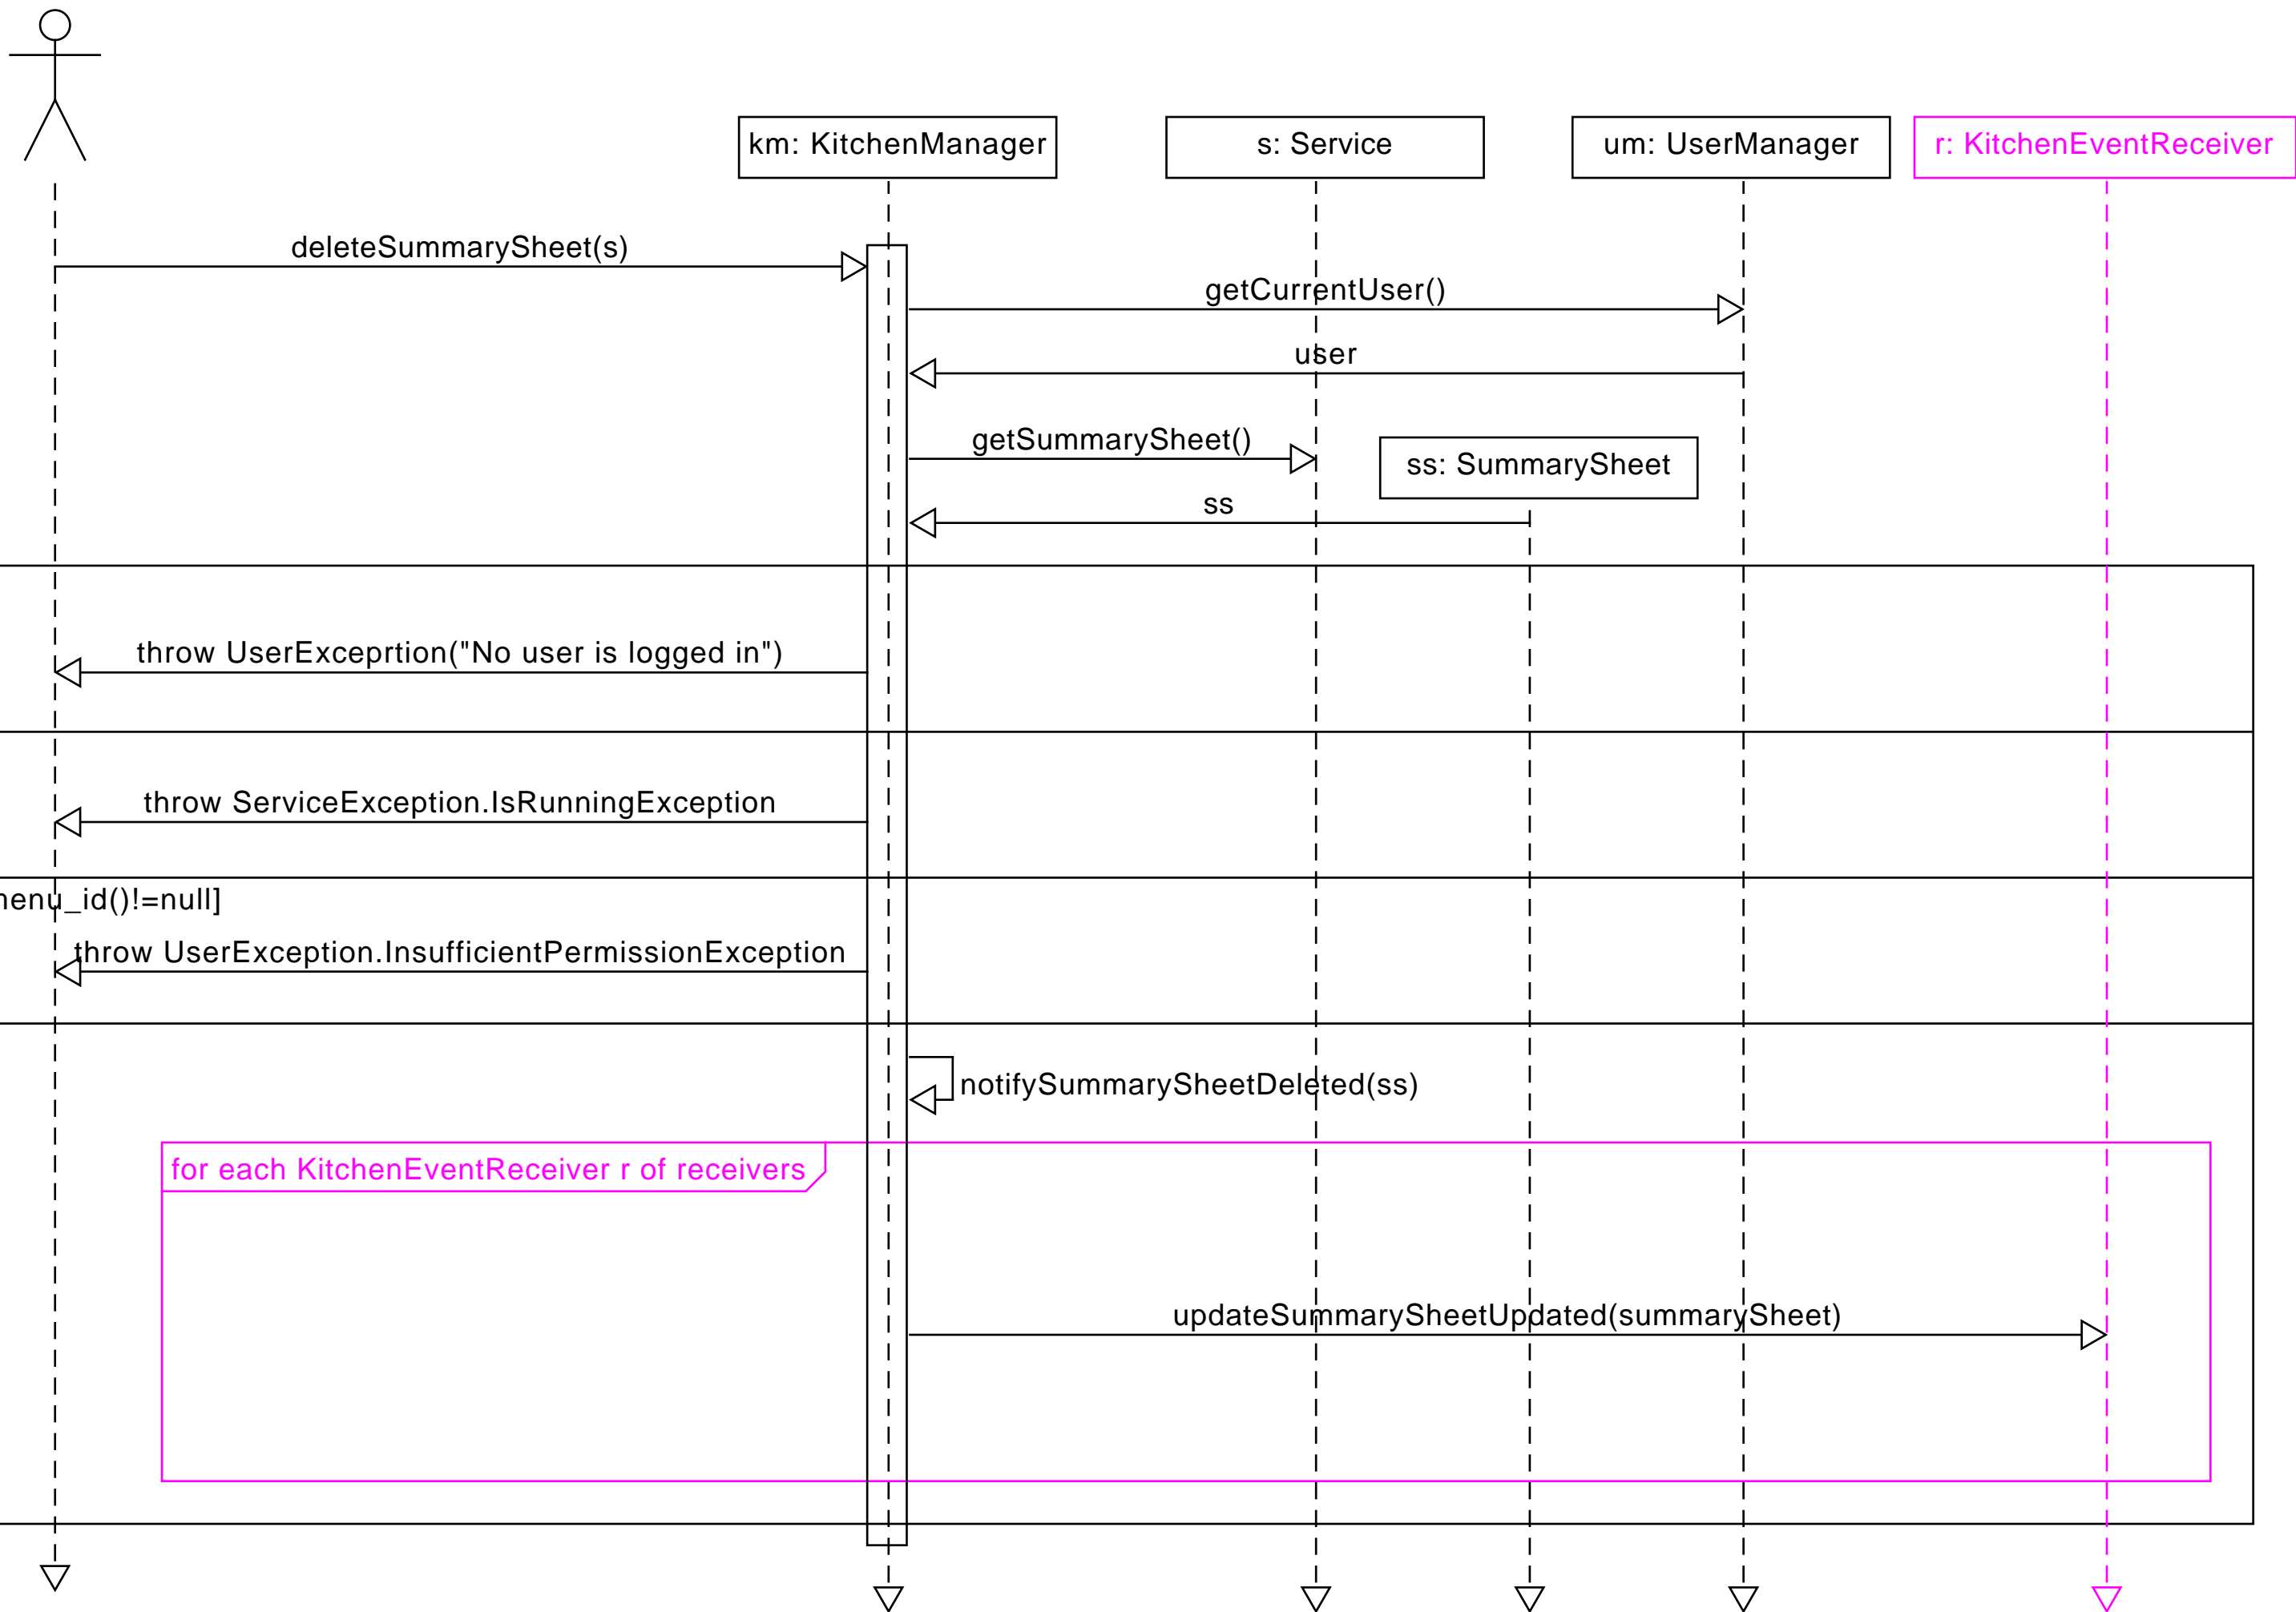 km: KitchenManager
s: Service
um: UserManager
r: KitchenEventReceiver
deleteSummarySheet(s)
getCurrentUser()
user
getSummarySheet()
ss: SummarySheet
ss
throw UserExceprtion("No user is logged in")
throw ServiceException.IsRunningException
menu_id()!=null]
throw UserException.InsufficientPermissionException
notifySummarySheetDeleted(ss)
for each KitchenEventReceiver r of receivers
updateSummarySheetUpdated(summarySheet)